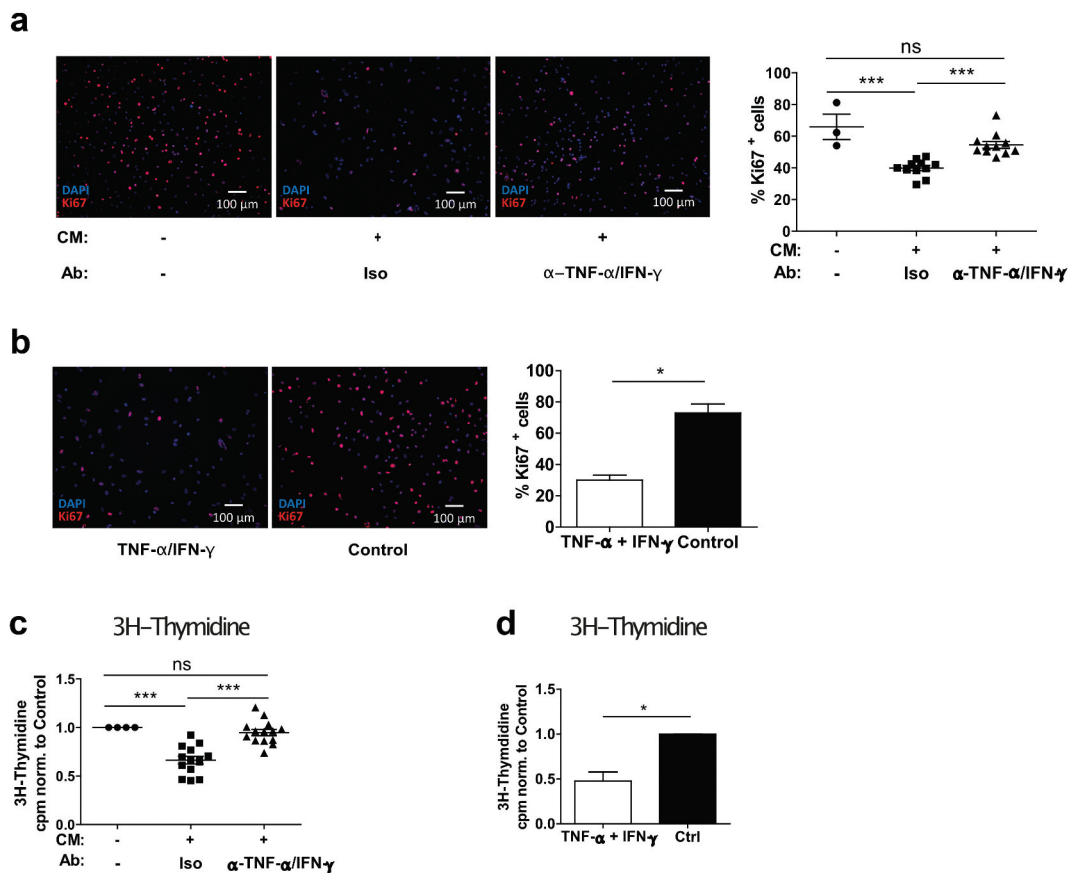 a
DAPI
Ki67
100 µm
DAPI
Ki67
100 µm
DAPI
Ki67
100 µm
CM: - + +
Ab: - Iso α–TNF-α/IFN-γ
ns
*** ***
% Ki67 + cells
100
80
60
40
20
0
CM: - + +
Ab: - Iso α-TNF-α/IFN-γ
b
DAPI
Ki67
100 µm
DAPI
Ki67
100 µm
TNF-α/IFN-γ Control
*
% Ki67 + cells
100
80
60
40
20
0
TNF-α + IFN-γ Control
c
3H–Thymidine
ns
*** ***
3H-Thymidine
cpm norm. to Control
1.5
1.0
0.5
0.0
CM: - + +
Ab: - Iso α-TNF-α/IFN-γ
d
3H–Thymidine
*
3H-Thymididine
cpm norm. to Control
1.5
1.0
0.5
0.0
TNF-α + IFN-γ Ctrl